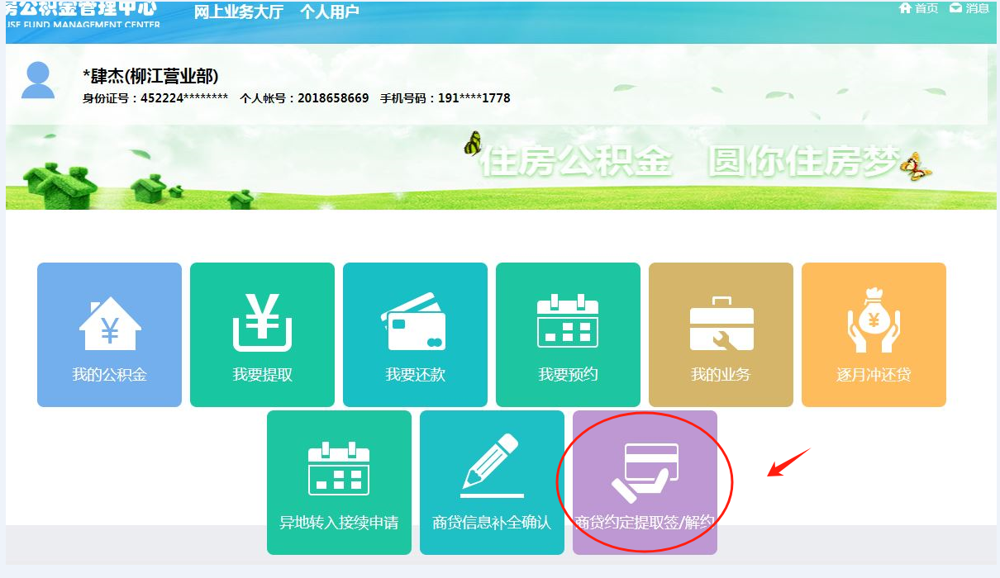 房公积金管理中心
USE FUND MANAGEMENT CENTER
网上业务大厅 个人用户
首页 消息
*肆杰(柳江营业部)
身份证号：452224******** 个人帐号：2018658669 手机号码：191****1778
住房公积金 圆你住房梦
我的公积金
我要提取
我要还款
我要预约
我的业务
逐月冲还贷
异地转入接续申请
商贷信息补全确认
商贷约定提取签/解约